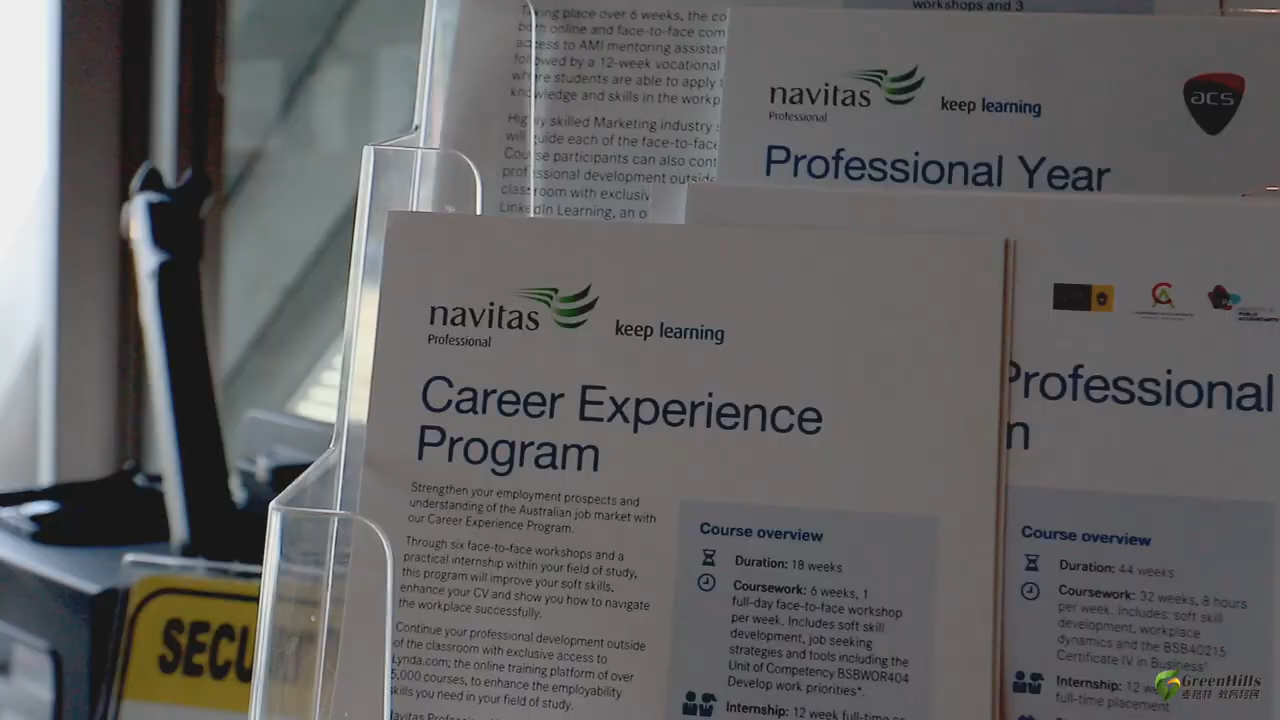 workshops and 3
ing place over 6 weeks, the co
both online and face-to-face com
access to AMI mentoring assistan
followed by a 12-week vocational
where students are able to apply t
knowledge and skills in the workp
Highly skilled Marketing industry s
will guide each of the face-to-face
Course participants can also cont
professional development outside
classroom with exclusiv
LinkedIn Learning, an o
navitas
Professional
keep learning
acs
Professional Year
navitas
Professional
keep learning
Career Experience
Program
Strengthen your employment prospects and
understanding of the Australian job market with
our Career Experience Program.
Through six face-to-face workshops and a
practical internship within your field of study,
this program will improve your soft skills,
enhance your CV and show you how to navigate
the workplace successfully.
Continue your professional development outside
of the classroom with exclusive access to
Lynda.com; the online training platform of over
5,000 courses, to enhance the employability
skills you need in your field of study.
Navitas Profess
Course overview
Duration: 18 weeks
Coursework: 6 weeks, 1
full-day face-to-face workshop
per week. Includes soft skill
development, job seeking
strategies and tools including the
Unit of Competency BSBWOR404
Develop work priorities*.
Internship: 12 week full-time or
Professional
n
Course overview
Duration: 44 weeks
Coursework: 32 weeks, 8 hours
per week. Includes: soft skill
development, workplace
dynamics and the BSB40215
Certificate IV in Business
Internship: 12 w
full-time placement
SECU
GreenHills